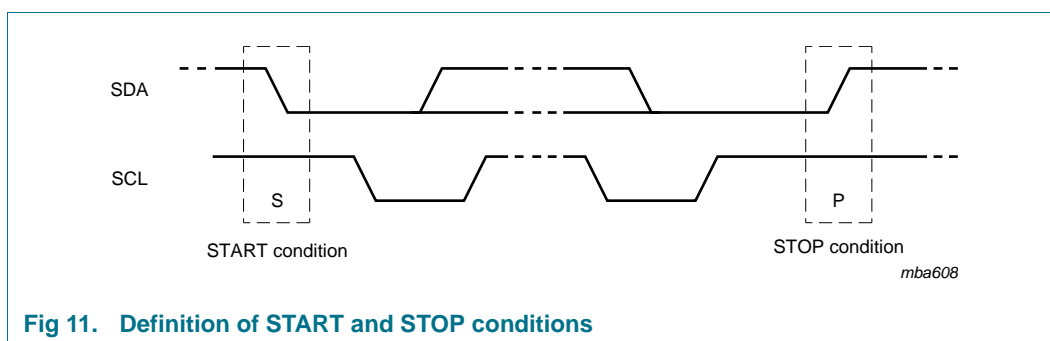 SDA
SCL
S
P
START condition
STOP condition
mba608
Fig 11. Definition of START and STOP conditions